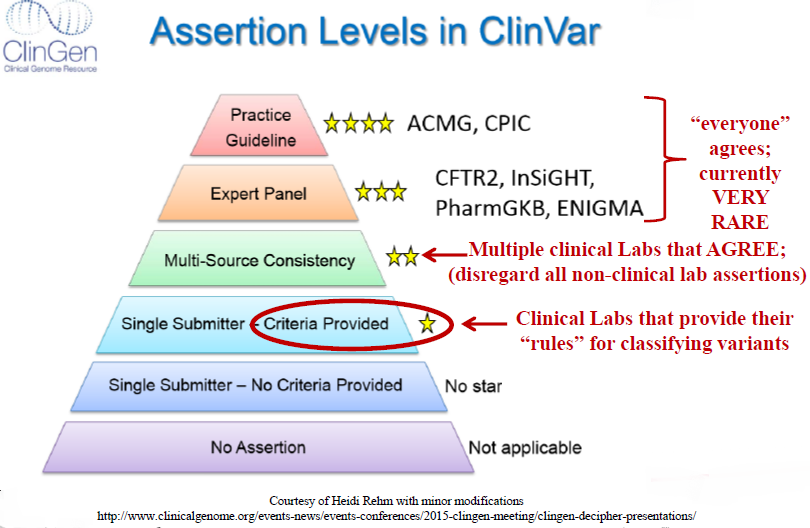 ClinGen
Clinical Genome Resource
Assertion Levels in ClinVar
Practice
Guideline
ACMG, CPIC
Expert Panel
CFTR2, InSiGHT,
PharmGKB, ENIGMA
“everyone”
agrees;
currently
VERY
RARE
Multi-Source Consistency
Multiple clinical Labs that AGREE;
(disregard all non-clinical lab assertions)
Single Submitter – Criteria Provided
Clinical Labs that provide their
“rules” for classifying variants
Single Submitter – No Criteria Provided
No star
No Assertion
Not applicable
Courtesy of Heidi Rehm with minor modifications
http://www.clinicalgenome.org/events-news/events-conferences/2015-clingen-meeting/clingen-decipher-presentations/